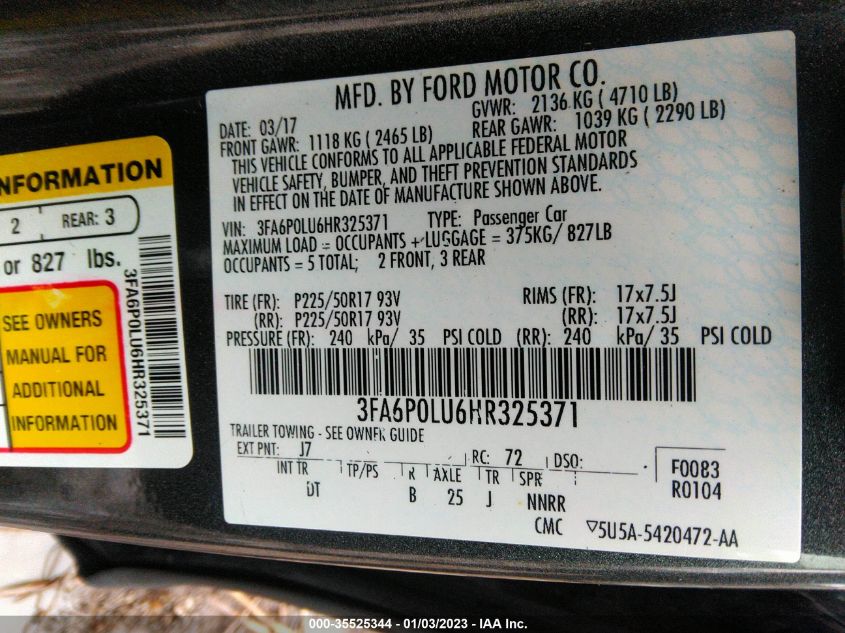 NFORMATION
2 REAR: 3
or 827 lbs.
SEE OWNERS
MANUAL FOR
ADDITIONAL
INFORMATION
3FA6P0LU6HR325371
MFD. BY FORD MOTOR CO.
DATE: 03/17 GVWR: 2136 KG ( 4710 LB)
FRONT GAWR: 1118 KG ( 2465 LB) REAR GAWR: 1039 KG ( 2290 LB)
THIS VEHICLE CONFORMS TO ALL APPLICABLE FEDERAL MOTOR
VEHICLE SAFETY, BUMPER, AND THEFT PREVENTION STANDARDS
IN EFFECT ON THE DATE OF MANUFACTURE SHOWN ABOVE.
VIN: 3FA6P0LU6HR325371 TYPE: Passenger Car
MAXIMUM LOAD = OCCUPANTS + LUGGAGE = 375KG/ 827LB
OCCUPANTS = 5 TOTAL; 2 FRONT, 3 REAR
TIRE (FR): P225/50R17 93V RIMS (FR): 17x7.5J
(RR): P225/50R17 93V (RR): 17x7.5J
PRESSURE (FR): 240 kPa/ 35 PSI COLD (RR): 240 kPa/ 35 PSI COLD
3FA6P0LU6HR325371
TRAILER TOWING - SEE OWNER GUIDE
EXT PNT: J7 RC: 72 DSO: F0083
INT TR TP/PS R AXLE TR SPR R0104
DT B 25 J NNRR
CMC ▽5U5A-5420472-AA
000-35525344 | 01/03/2023 - IAA Inc.